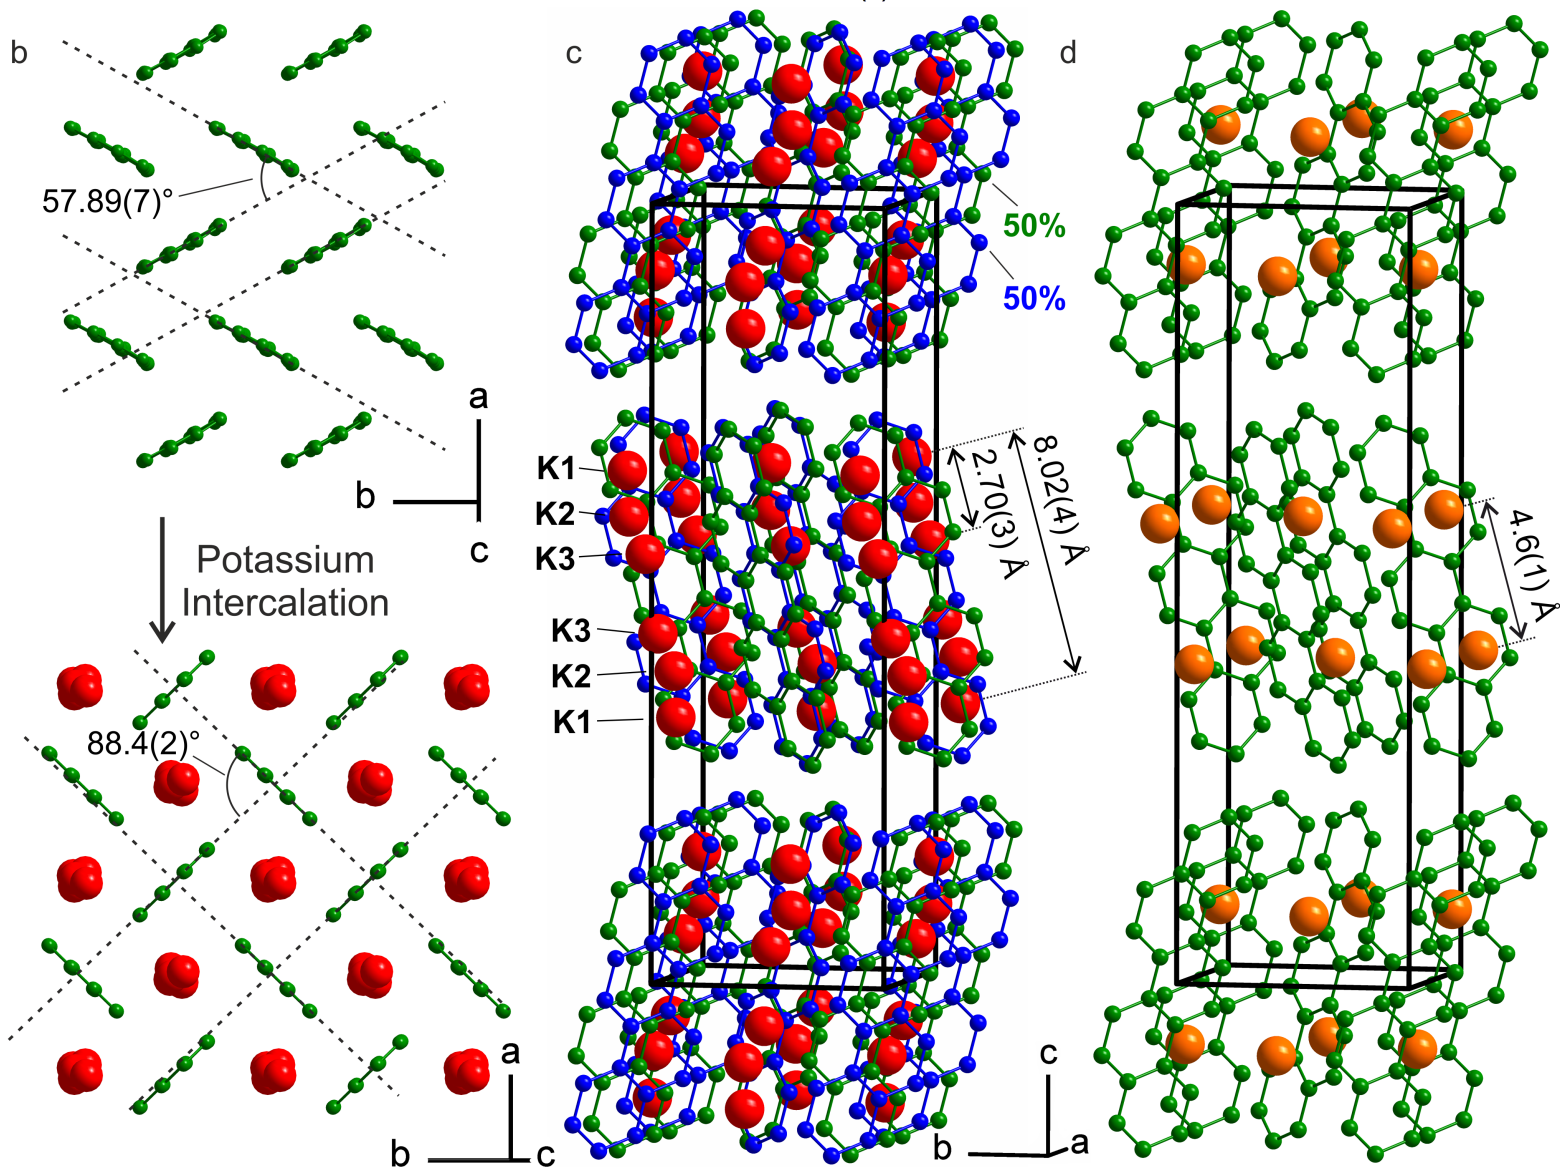 b
57.89(7)°
a
b
c
Potassium
Intercalation
88.4(2)°
a
b
c
c
50%
50%
K1
K2
K3
K3
K2
K1
8.02(4) Å
2.70(3) Å
c
b
a
d
4.6(1) Å